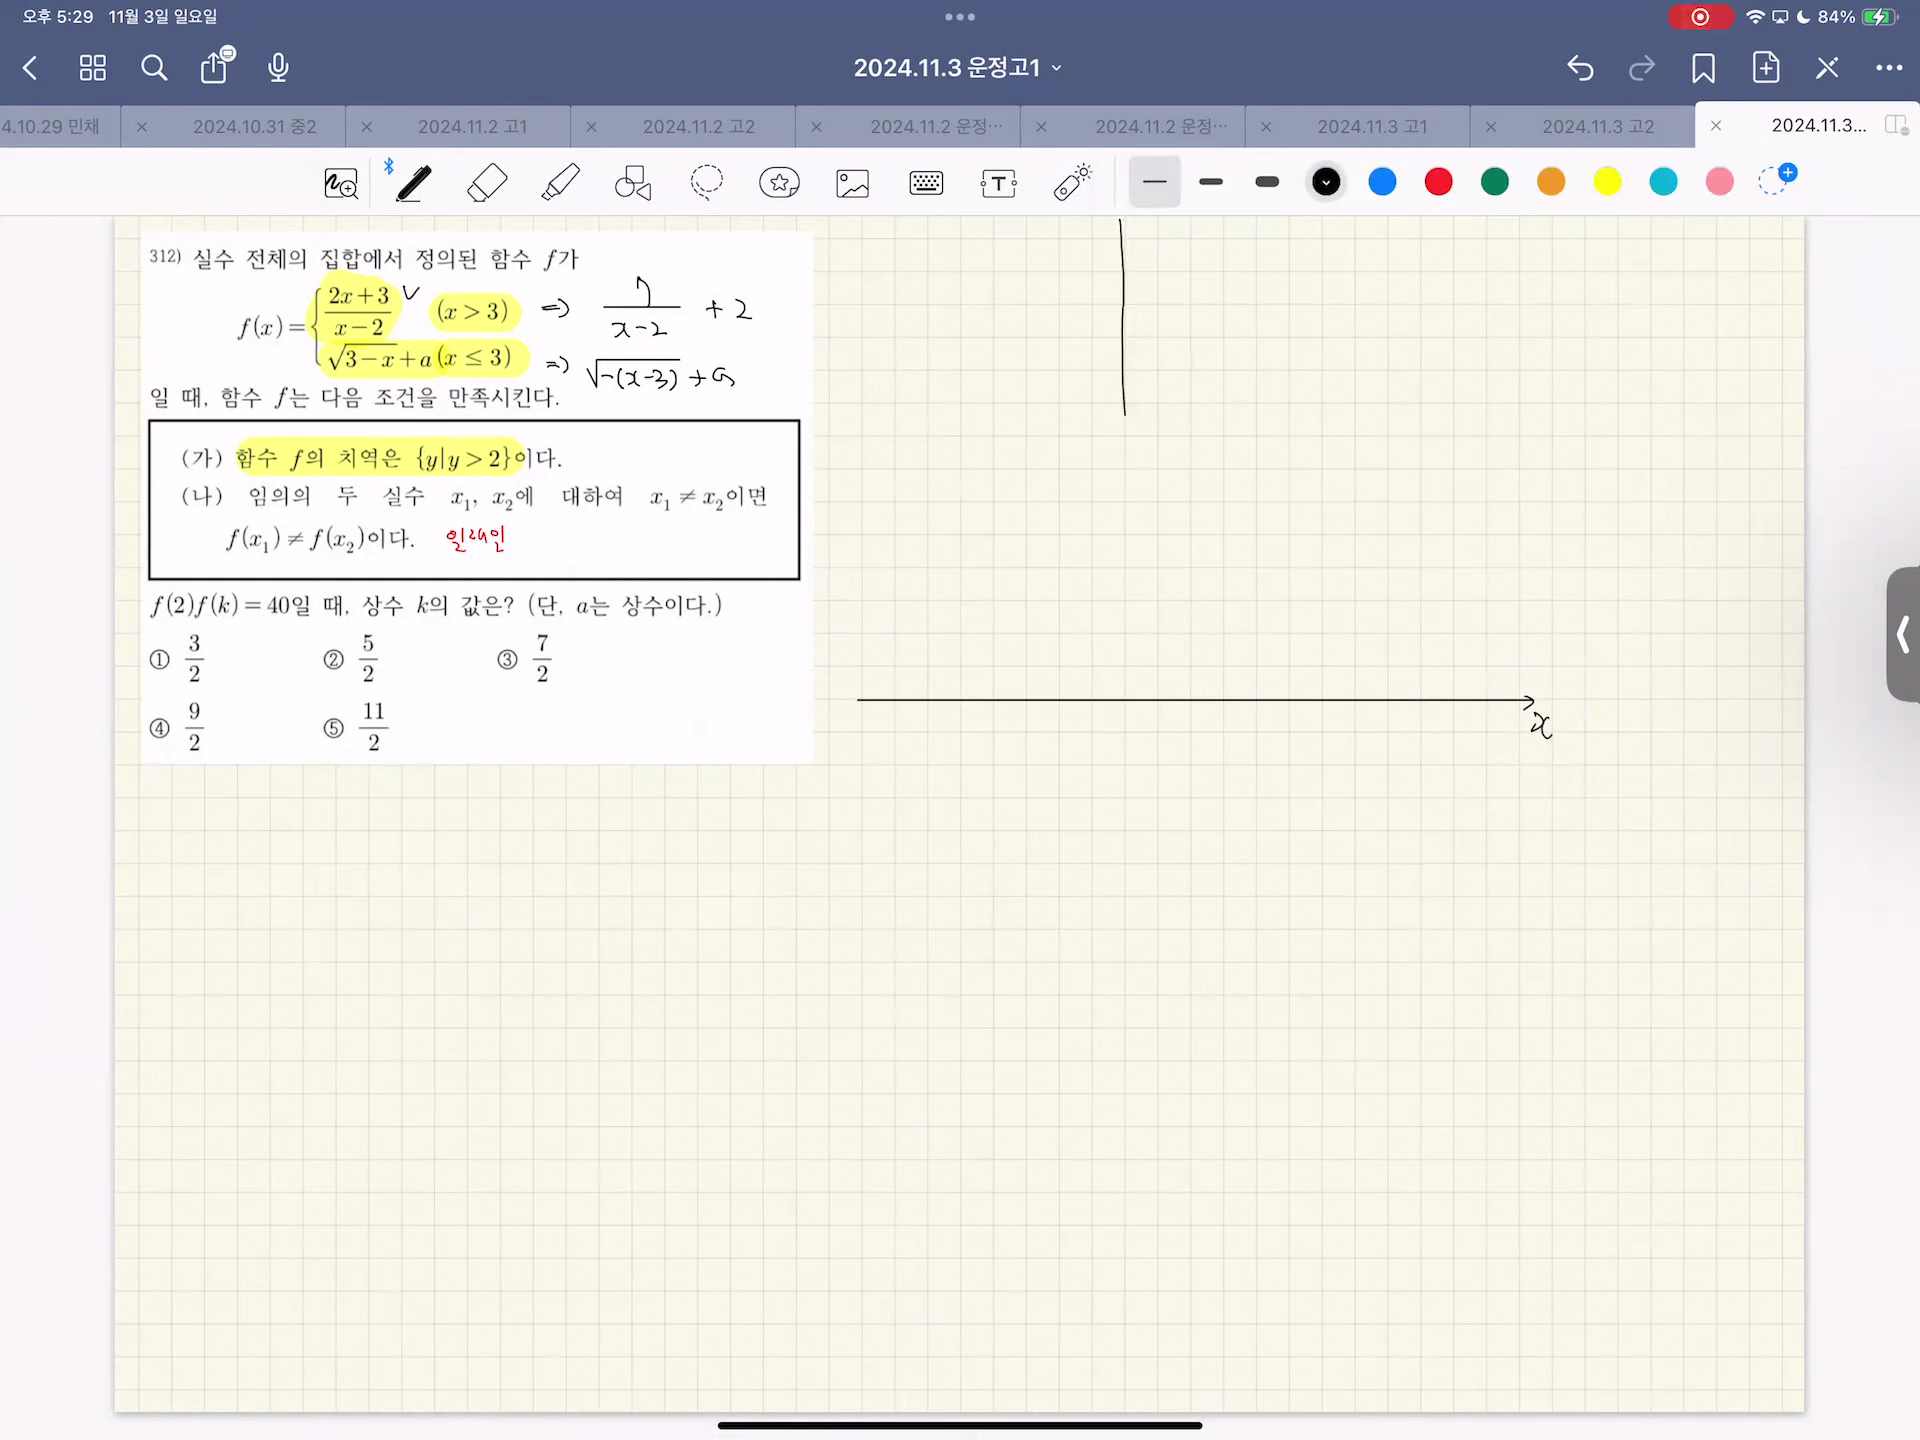 오후 5:29 11월 3일 일요일
84%
2024.11.3 운정고1
4.10.29 민채
2024.10.31 중2
2024.11.2 고1
2024.11.2 고2
2024.11.2 운정…
2024.11.2 운정…
2024.11.3 고1
2024.11.3 고2
2024.11.3...
312) 실수 전체의 집합에서 정의된 함수 f가
f(x) = { (2x+3)/(x-2) (x > 3) ⇒ 7/(x-2) + 2
√(3-x) + a (x ≤ 3) ⇒ √(-(x-3)) + a
일 때, 함수 f는 다음 조건을 만족시킨다.
(가) 함수 f의 치역은 {y|y > 2}이다.
(나) 임의의 두 실수 x₁, x₂에 대하여 x₁ ≠ x₂이면
f(x₁) ≠ f(x₂)이다. 일대일
f(2)f(k) = 40일 때, 상수 k의 값은? (단, a는 상수이다.)
① 3/2 ② 5/2 ③ 7/2
④ 9/2 ⑤ 11/2
x